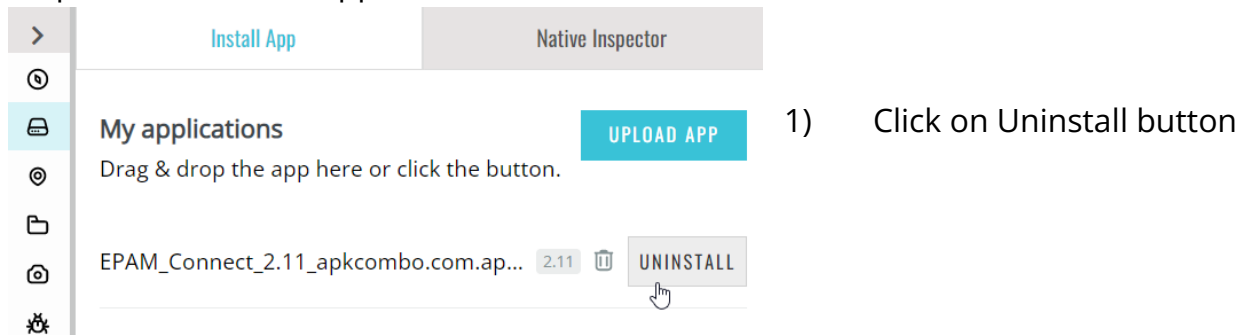 Install App
Native Inspector
My applications
UPLOAD APP
Drag & drop the app here or click the button.
EPAM_Connect_2.11_apkcombo.com.ap... 2.11 UNINSTALL
1) Click on Uninstall button